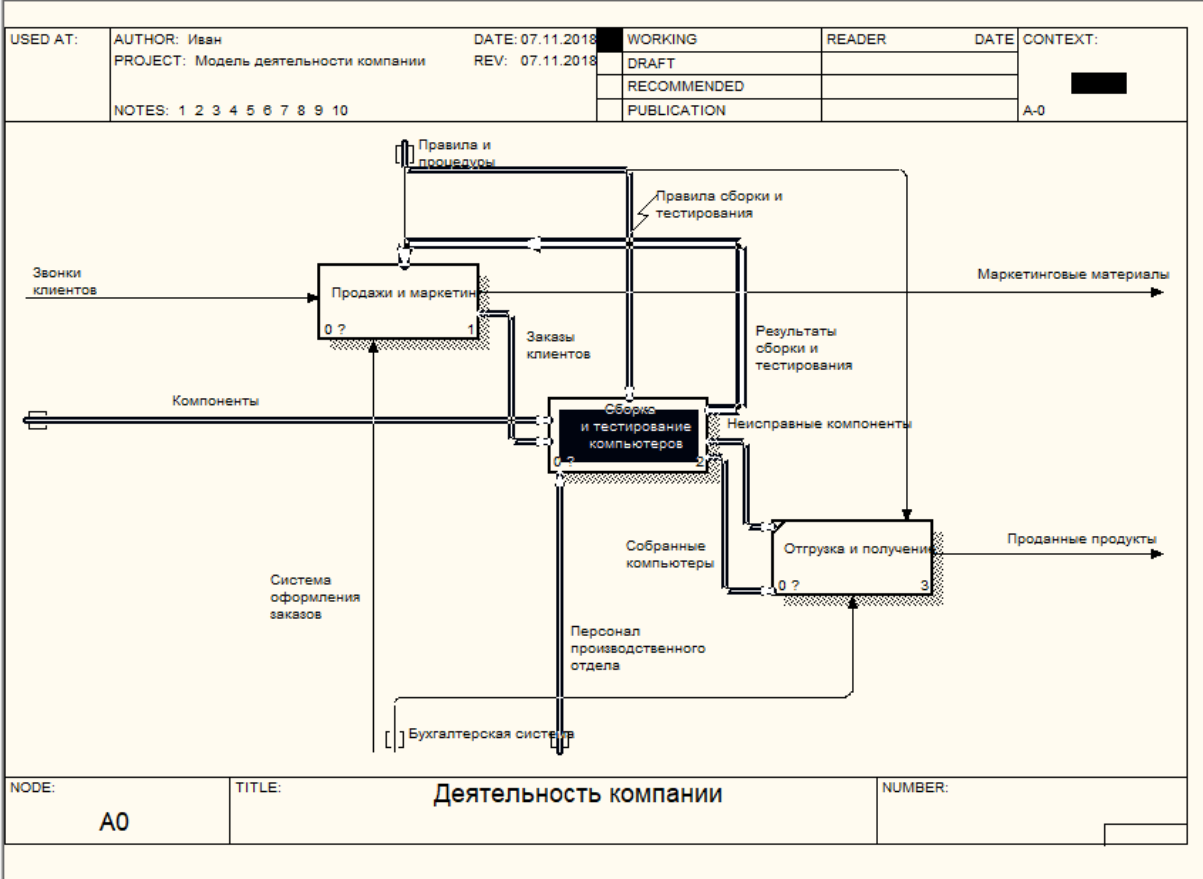 USED AT:
AUTHOR: Иван
DATE: 07.11.2018
PROJECT: Модель деятельности компании
REV: 07.11.2018
NOTES: 1 2 3 4 5 6 7 8 9 10
WORKING
DRAFT
RECOMMENDED
PUBLICATION
READER
DATE
CONTEXT:
A-0
Правила и
процедуры
Правила сборки и
тестирования
Звонки
клиентов
Продажи и маркетин
0 ?
1
Маркетинговые материалы
Заказы
клиентов
Результаты
сборки и
тестирования
Компоненты
Сборка
и тестирование
компьютеров
0 ?
2
Неисправные компоненты
Собранные
компьютеры
Отгрузка и получение
0 ?
3
Проданные продукты
Система
оформления
заказов
Персонал
производственного
отдела
Бухгалтерская система
NODE:
A0
TITLE:
Деятельность компании
NUMBER: